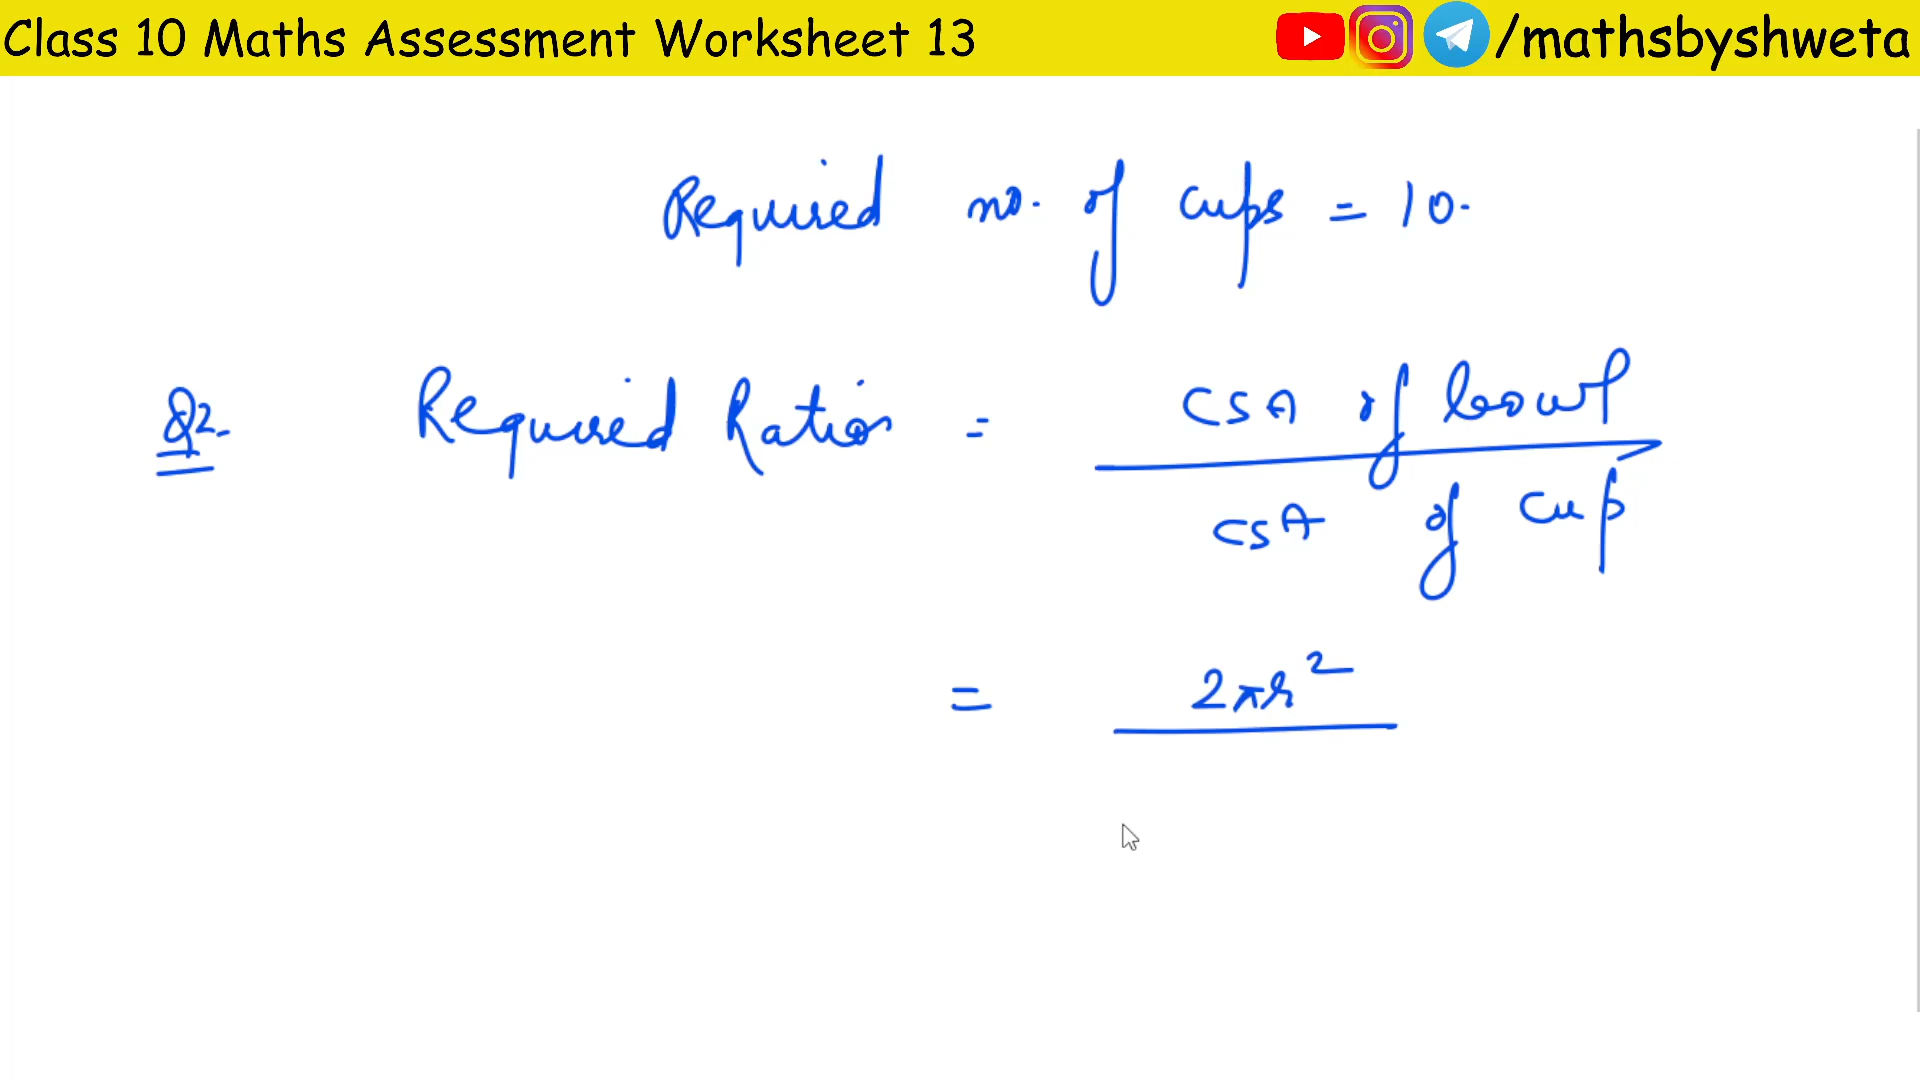 Class 10 Maths Assessment Worksheet 13
/mathsbyshweta
Required no. of cups = 10.
Q2. Required Ratio = CSA of bowl
CSA of cup
= 2πr²